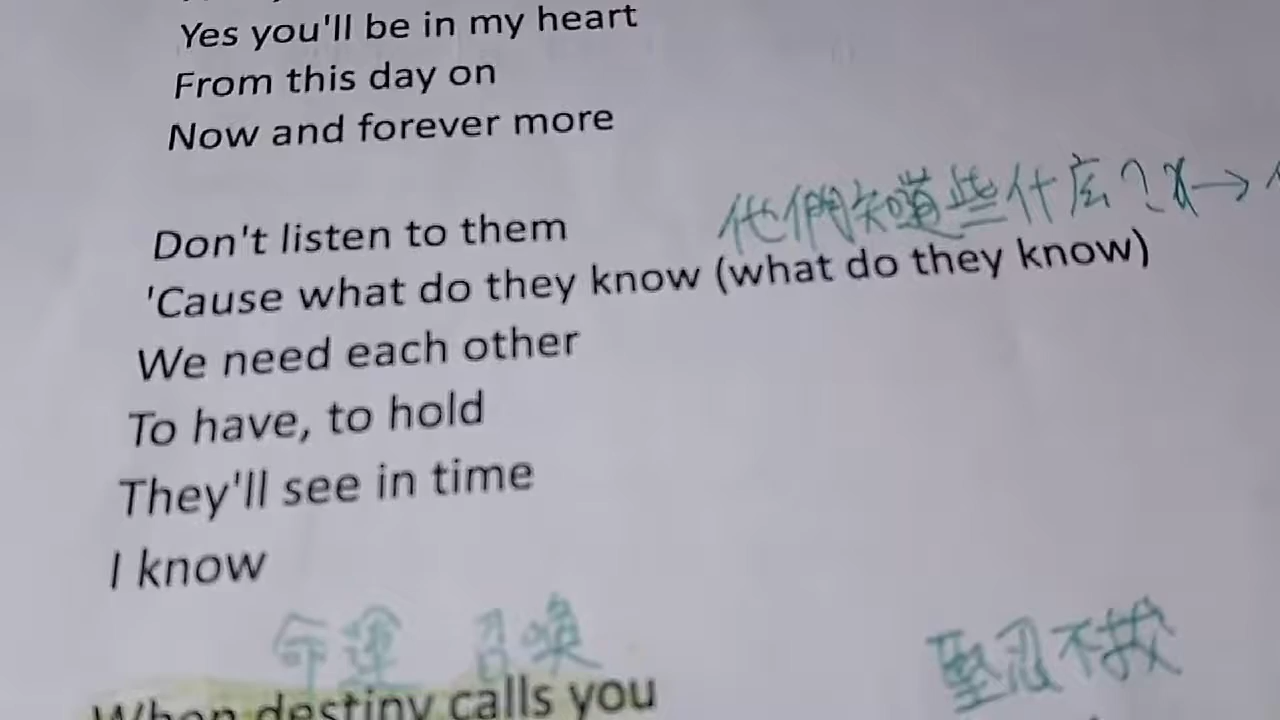 Yes you'll be in my heart
From this day on
Now and forever more
他們知道些什庅？X→
Don't listen to them
'Cause what do they know (what do they know)
We need each other
To have, to hold
They'll see in time
I know
命運 召喚
堅忍不拔
When destiny calls you